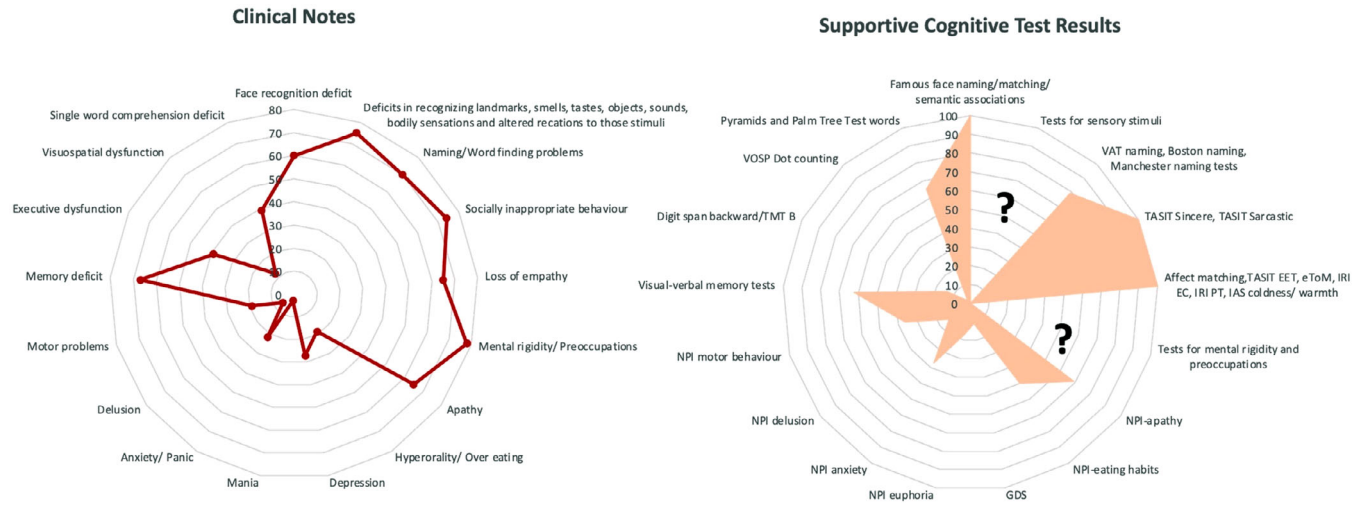 Clinical Notes
Face recognition deficit
Deficits in recognizing landmarks, smells, tastes, objects, sounds,
bodily sensations and altered recations to those stimuli
Naming/Word finding problems
Socially inappropriate behaviour
Loss of empathy
Mental rigidity/ Preoccupations
Apathy
Hyperorality/ Over eating
Depression
Mania
Anxiety/ Panic
Delusion
Motor problems
Memory deficit
Executive dysfunction
Visuospatial dysfunction
Single word comprehension deficit
80
70
60
50
40
30
20
10
0
Supportive Cognitive Test Results
Famous face naming/matching/
semantic associations
Tests for sensory stimuli
VAT naming, Boston naming,
Manchester naming tests
TASIT Sincere, TASIT Sarcastic
Affect matching,TASIT EET, eToM, IRI
EC, IRI PT, IAS coldness/ warmth
Tests for mental rigidity and
preoccupations
NPI-apathy
NPI-eating habits
GDS
NPI euphoria
NPI anxiety
NPI delusion
NPI motor behaviour
Visual-verbal memory tests
Digit span backward/TMT B
VOSP Dot counting
Pyramids and Palm Tree Test words
100
90
80
70
60
50
40
30
20
10
0
?
?